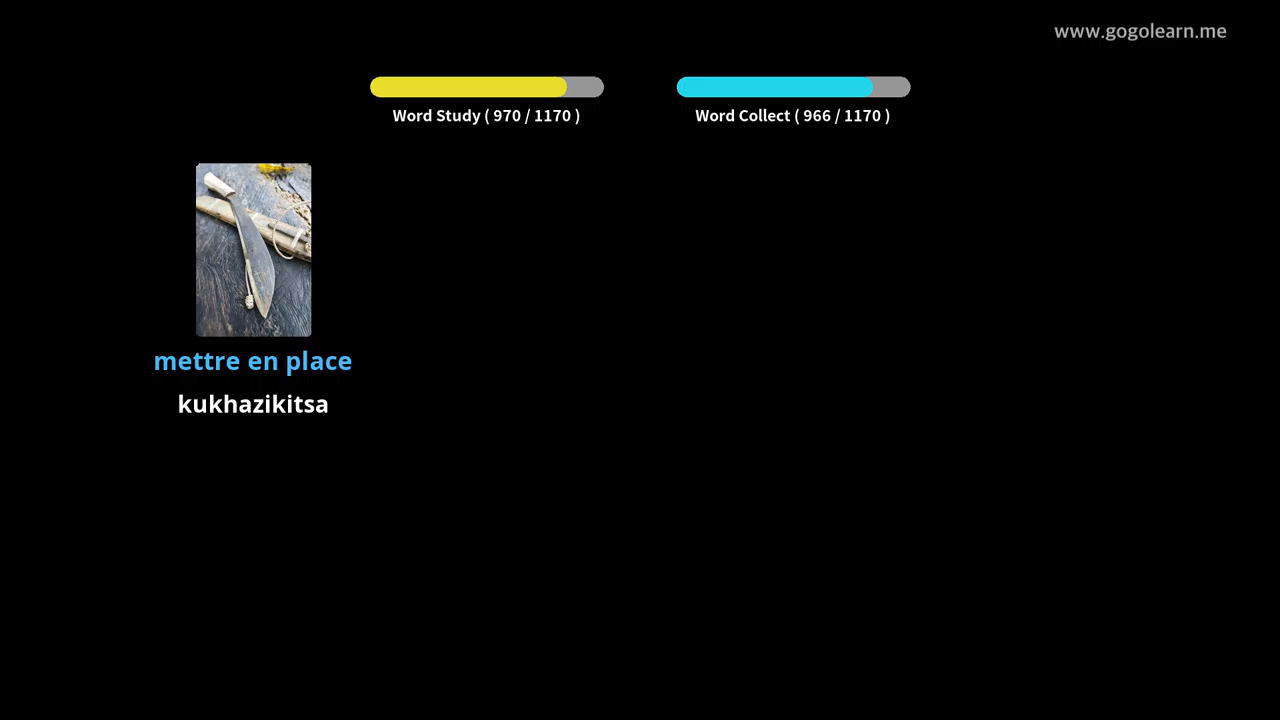 www.gogolearn.me
Word Study ( 970 / 1170 )
Word Collect ( 966 / 1170 )
mettre en place
kukhazikitsa